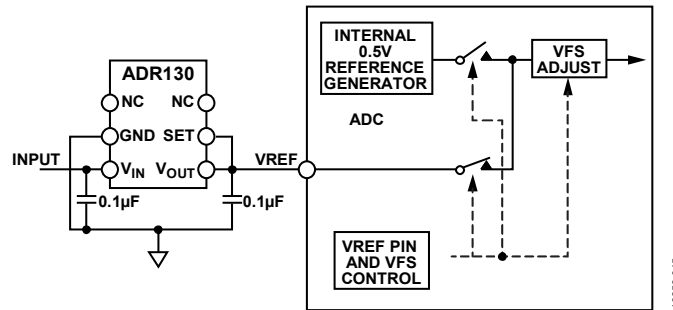 INTERNAL
0.5V
REFERENCE
GENERATOR
VFS
ADJUST
ADR130
NC NC
ADC
GND SET
INPUT
VIN VOUT
VREF
0.1µF 0.1µF
VREF PIN
AND VFS
CONTROL